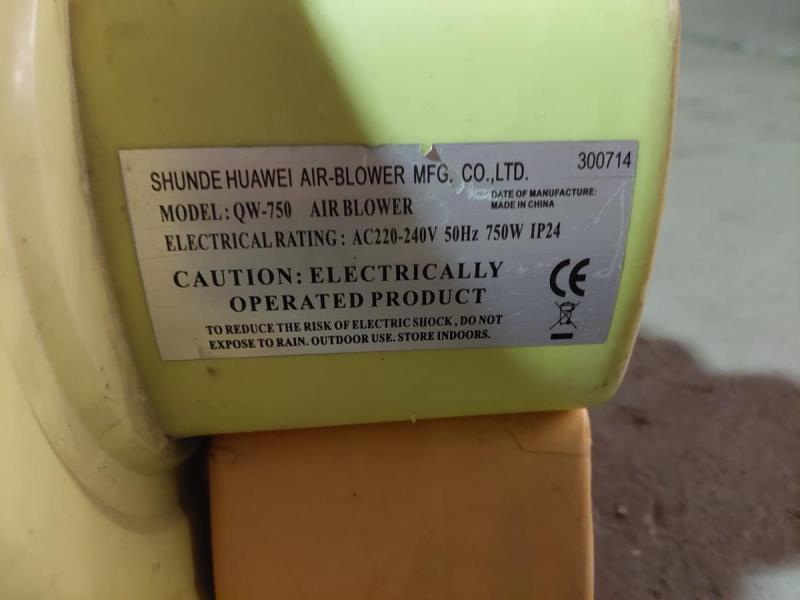 SHUNDE HUAWEI AIR-BLOWER MFG. CO.,LTD.
300714
DATE OF MANUFACTURE:
MODEL: QW-750 AIR BLOWER
MADE IN CHINA
ELECTRICAL RATING: AC220-240V 50Hz 750W IP24
CAUTION: ELECTRICALLY
OPERATED PRODUCT
CE
TO REDUCE THE RISK OF ELECTRIC SHOCK, DO NOT
EXPOSE TO RAIN. OUTDOOR USE. STORE INDOORS.